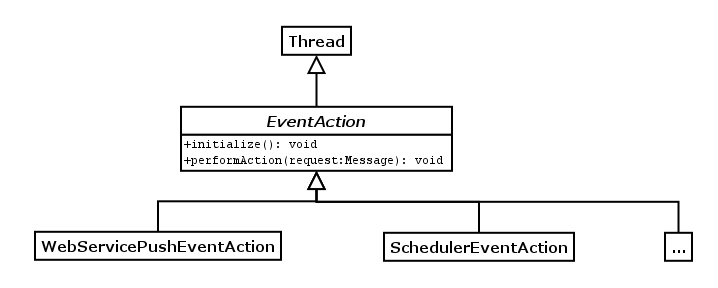 Thread
EventAction
+initialize(): void
+performAction(request:Message): void
WebServicePushEventAction
SchedulerEventAction
...